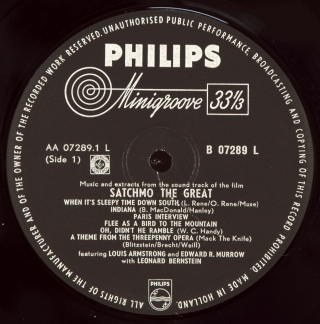 PHILIPS
Minigroove 33⅓
AA 07289.1 L
(Side 1)
B 07289 L
Music and extracts from the sound track of the film
SATCHMO THE GREAT
WHEN IT'S SLEEPY TIME DOWN SOUTH (L. Rene/O. Rene/Muse)
INDIANA (B. MacDonald/Hanley)
PARIS INTERVIEW
FLEE AS A BIRD TO THE MOUNTAIN
OH, DIDN'T HE RAMBLE (W. C. Handy)
A THEME FROM THE THREEPENNY OPERA (Mack The Knife)
(Blitzstein/Brecht/Weill)
featuring LOUIS ARMSTRONG and EDWARD R. MURROW
with LEONARD BERNSTEIN
PHILIPS
ALL RIGHTS OF THE MANUFACTURER AND OF THE OWNER OF THE RECORDED WORK RESERVED. UNAUTHORISED PUBLIC PERFORMANCE, BROADCASTING AND COPYING OF THIS RECORD PROHIBITED. MADE IN HOLLAND.